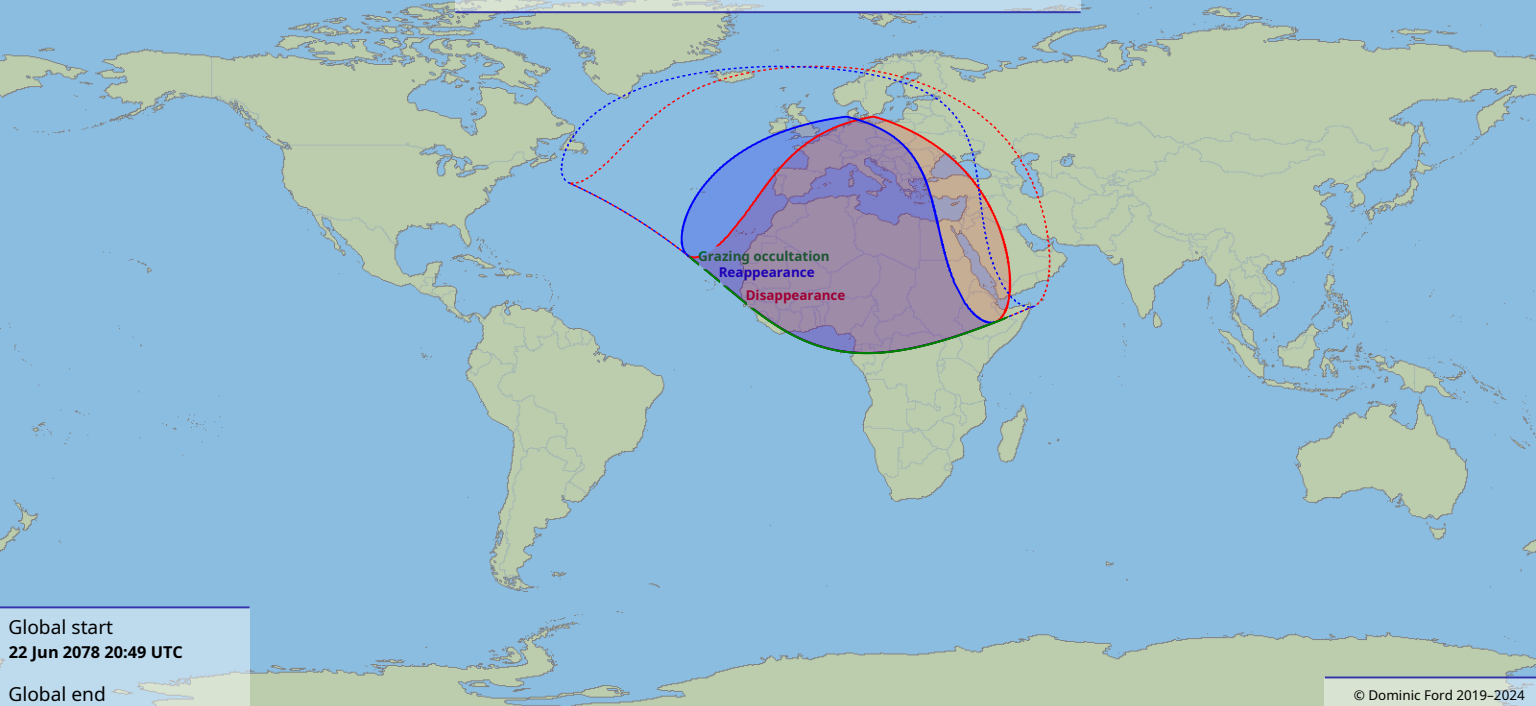 Grazing occultation
Reappearance
Disappearance
Global start
22 Jun 2078 20:49 UTC
Global end
© Dominic Ford 2019–2024